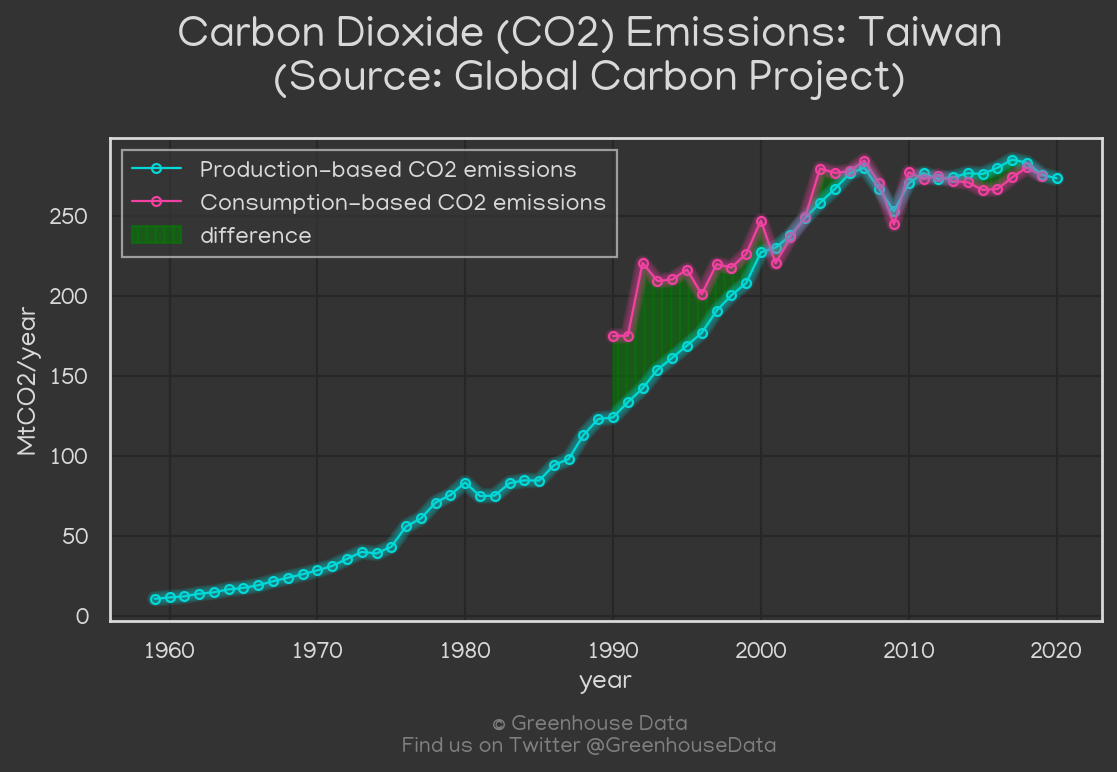 Carbon Dioxide (CO2) Emissions: Taiwan
(Source: Global Carbon Project)
Production-based CO2 emissions
Consumption-based CO2 emissions
difference
MtCO2/year
250
200
150
100
50
0
1960 1970 1980 1990 2000 2010 2020
year
© Greenhouse Data
Find us on Twitter @GreenhouseData